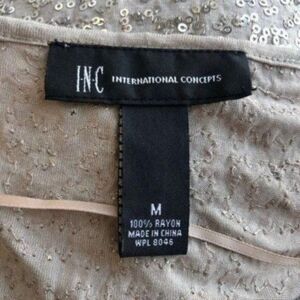 I·N·C INTERNATIONAL CONCEPTS
M
100% RAYON
MADE IN CHINA
WPL 8046